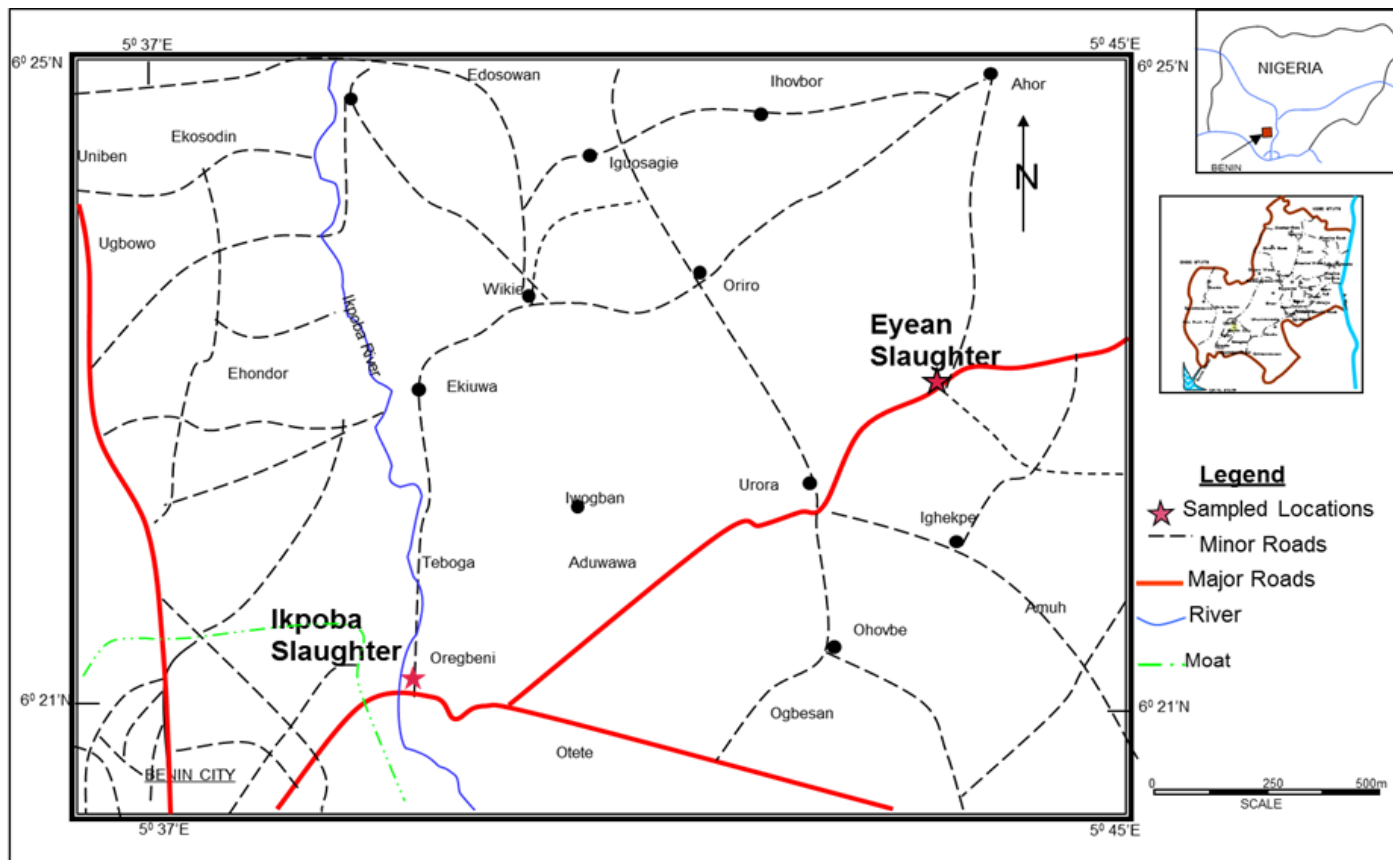 5⁰ 37’E
5⁰ 45’E
6⁰ 25’N
6⁰ 25’N
NIGERIA
BENIN
Edosowan
Ihovbor
Ahor
Ekosodin
Uniben
Iguosagie
N
Ugbowo
Wikie
Oriro
Ikpoba River
Eyean
Slaughter
Ehondor
Ekiuwa
Iwogban
Urora
Ighekpe
Teboga
Aduwawa
Amuh
Ikpoba
Slaughter
Oregbeni
Ohovbe
6⁰ 21’N
6⁰ 21’N
Ogbesan
Otete
BENIN CITY
5⁰ 37’E
5⁰ 45’E
Legend
Sampled Locations
Minor Roads
Major Roads
River
Moat
0 250 500m
SCALE